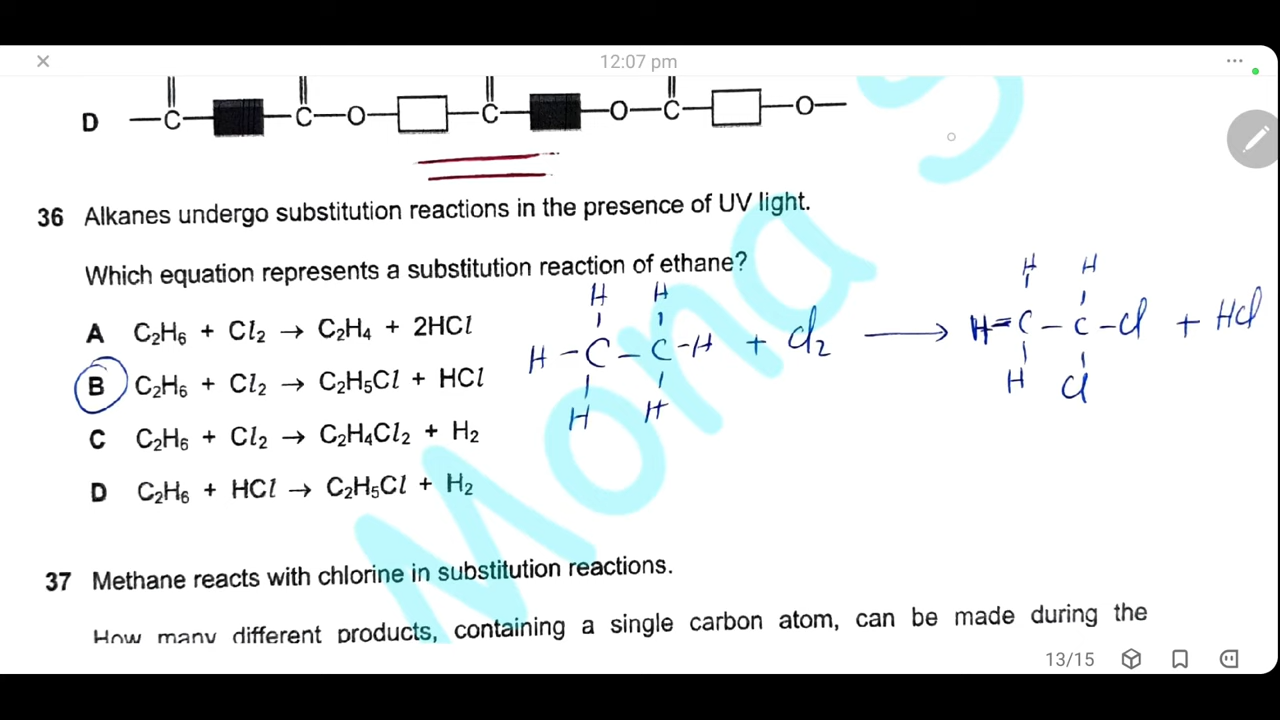 12:07 pm
D —C—■—C—O—□—C—■—O—C—□—O—
36 Alkanes undergo substitution reactions in the presence of UV light.
Which equation represents a substitution reaction of ethane?
A C₂H₆ + Cl₂ → C₂H₄ + 2HCl
B C₂H₆ + Cl₂ → C₂H₅Cl + HCl
C C₂H₆ + Cl₂ → C₂H₄Cl₂ + H₂
D C₂H₆ + HCl → C₂H₅Cl + H₂
H H H H
H – C – C – H + Cl₂ → H – C – C – Cl + HCl
H H H Cl
37 Methane reacts with chlorine in substitution reactions.
How many different products, containing a single carbon atom, can be made during the
13/15
Mona S